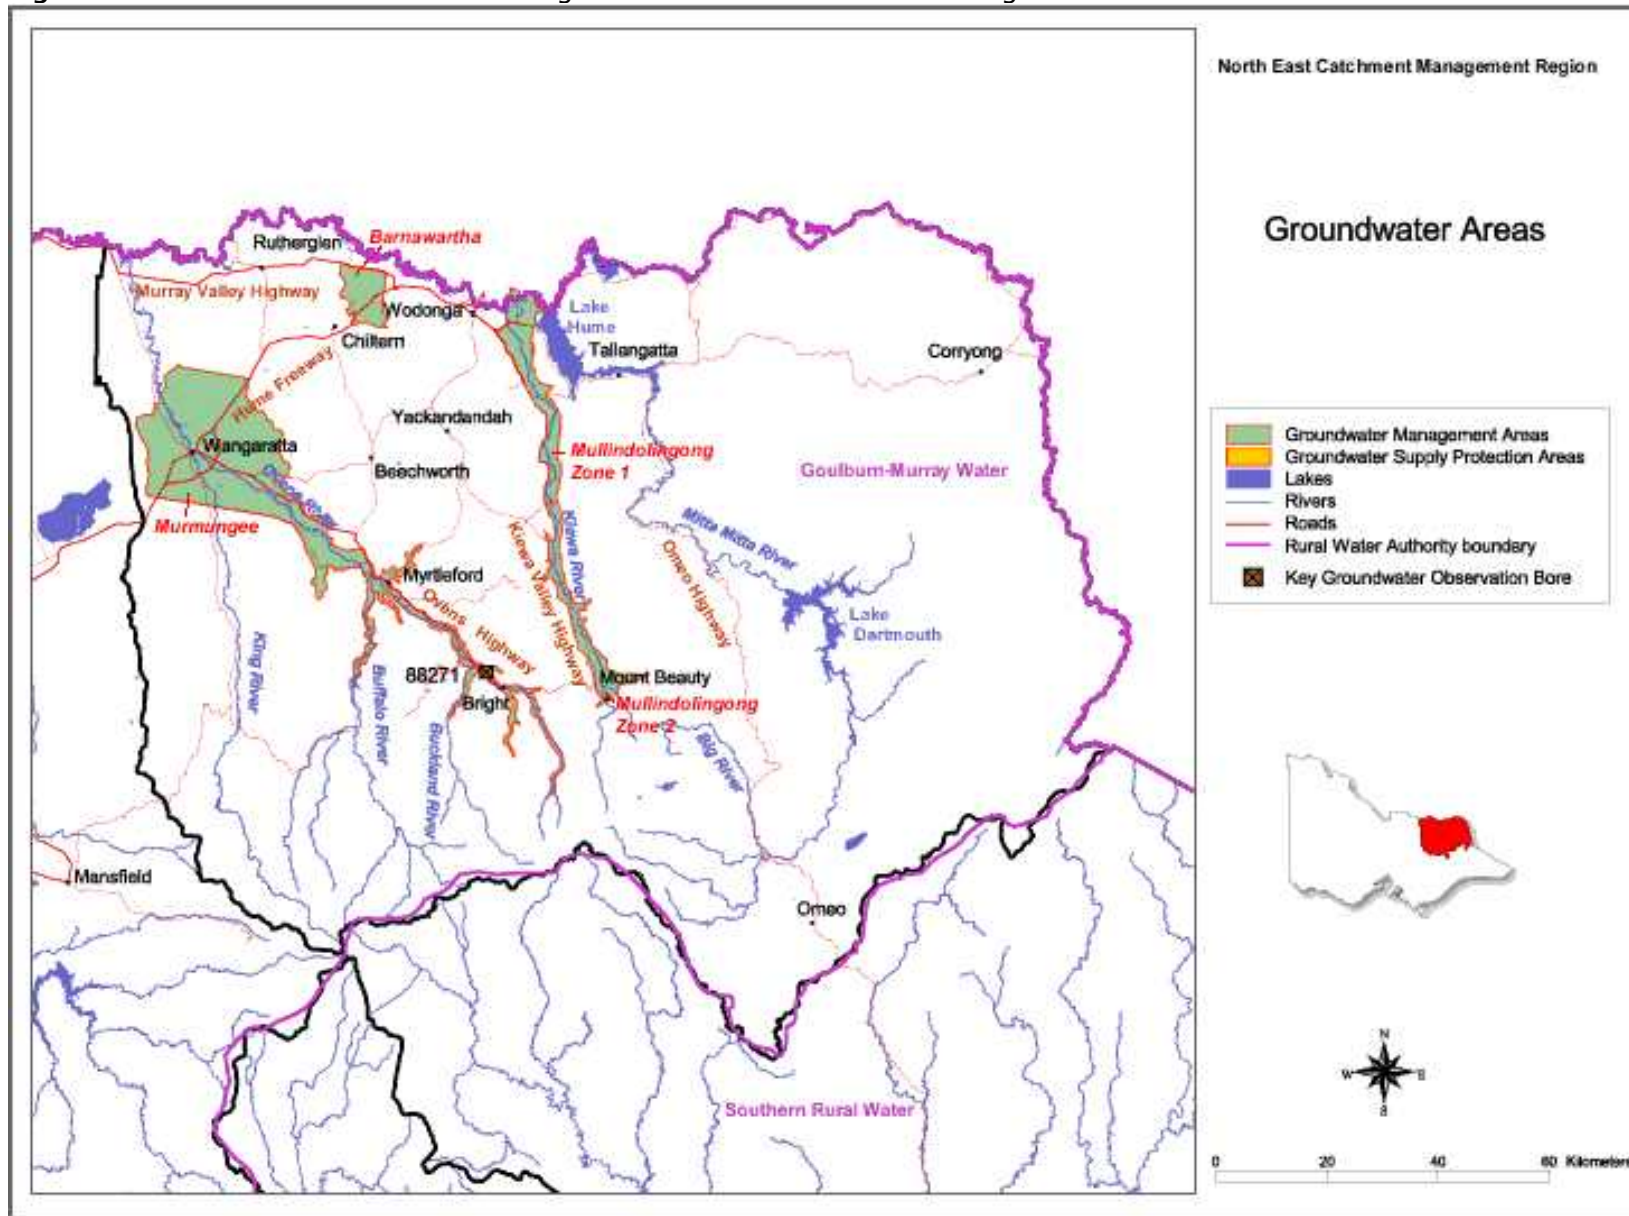 North East Catchment Management Region
Groundwater Areas
Rutherglen
Barnawartha
Murray Valley Highway
Wodonga
Chiltern
Lake
Hume
Tallangatta
Corryong
Hume Freeway
Yackandandah
Wangaratta
Beechworth
Mullindolingong
Zone 1
Goulburn-Murray Water
Ovens River
Murmungee
Kiewa River
Kiewa Valley Highway
Mitta Mitta River
Omeo Highway
Myrtleford
Ovens Highway
Lake
Dartmouth
King River
Buffalo River
88271
Bright
Mount Beauty
Mullindolingong
Zone 2
Buckland River
Big River
Mansfield
Omeo
Southern Rural Water
Groundwater Management Areas
Groundwater Supply Protection Areas
Lakes
Rivers
Roads
Rural Water Authority boundary
Key Groundwater Observation Bore
N
W E
S
0 20 40 60 Kilometers